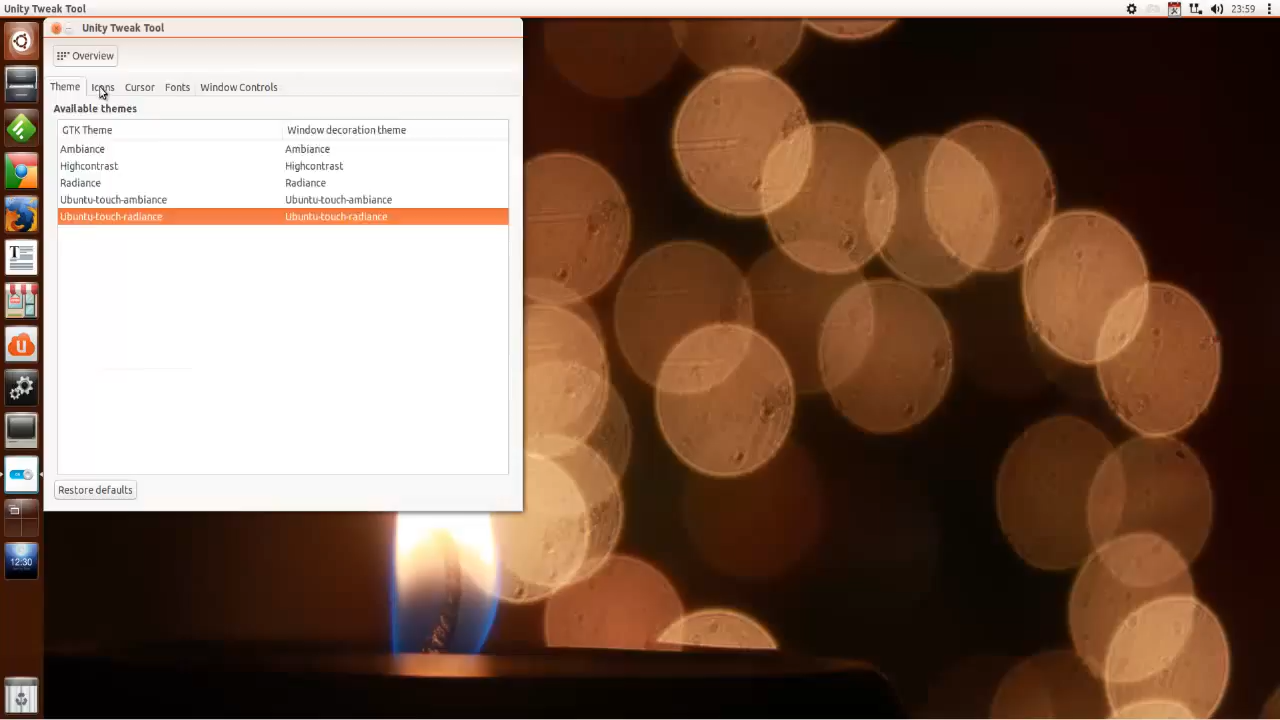 Unity Tweak Tool
23:59
Unity Tweak Tool
Overview
Theme Icons Cursor Fonts Window Controls
Available themes
GTK Theme Window decoration theme
Ambiance Ambiance
Highcontrast Highcontrast
Radiance Radiance
Ubuntu-touch-ambiance Ubuntu-touch-ambiance
Ubuntu-touch-radiance Ubuntu-touch-radiance
Restore defaults
12:30